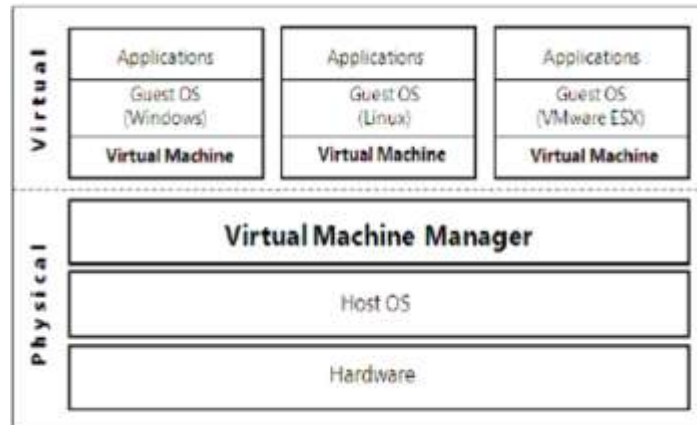 Virtual
Applications Applications Applications
Guest OS Guest OS Guest OS
(Windows) (Linux) (VMware ESX)
Virtual Machine Virtual Machine Virtual Machine
Physical
Virtual Machine Manager
Host OS
Hardware